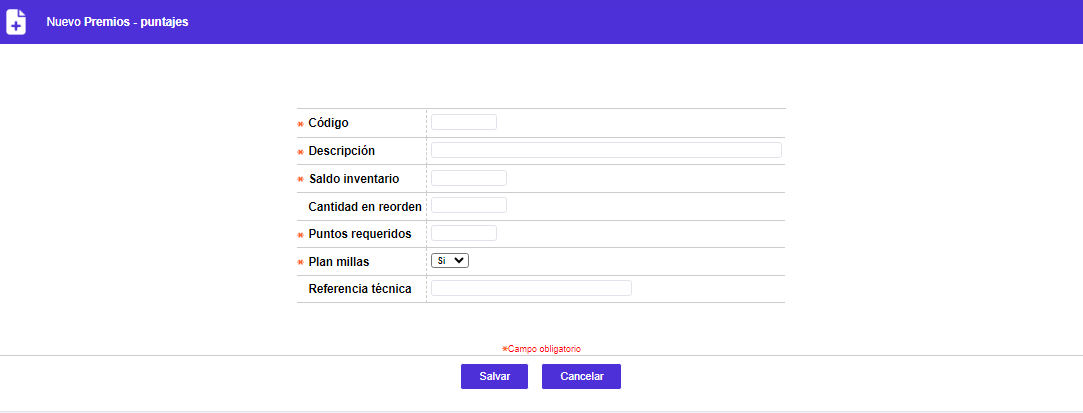 Nuevo Premios - puntajes
* Código
* Descripción
* Saldo inventario
Cantidad en reorden
* Puntos requeridos
* Plan millas Si
Referencia técnica
*Campo obligatorio
Salvar Cancelar